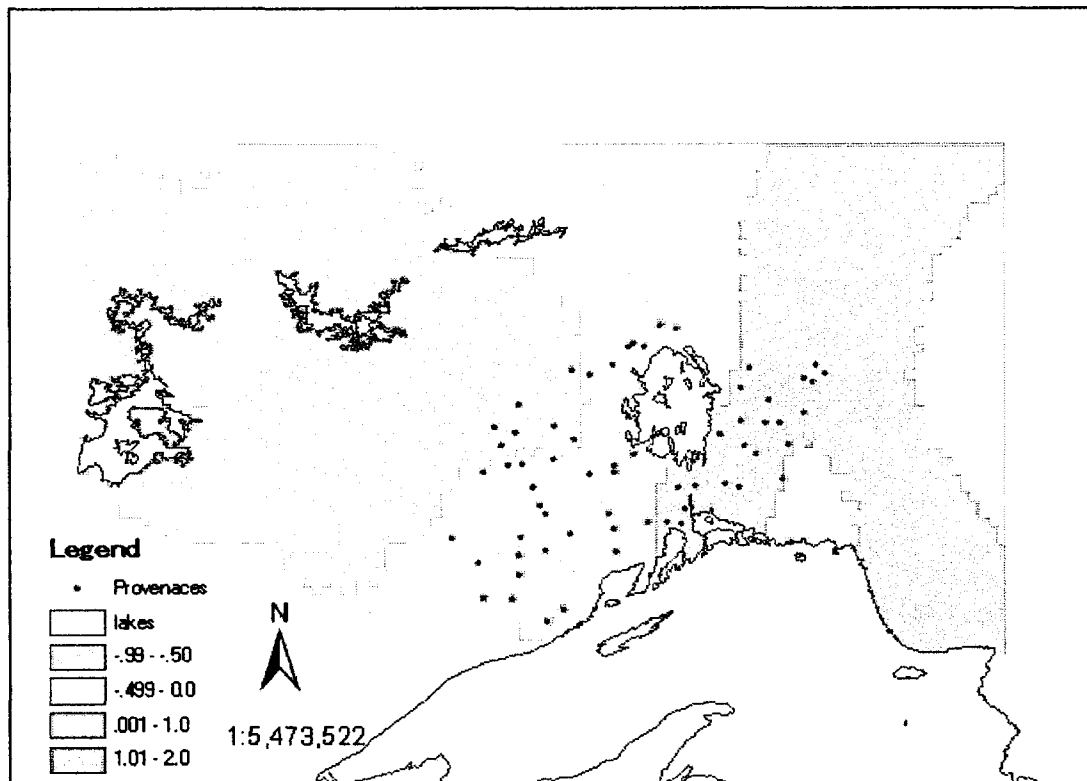 Legend
Provenaces
lakes
-.99 - -.50
-.499 - 0.0
.001 - 1.0
1.01 - 2.0
N
1:5,473,522